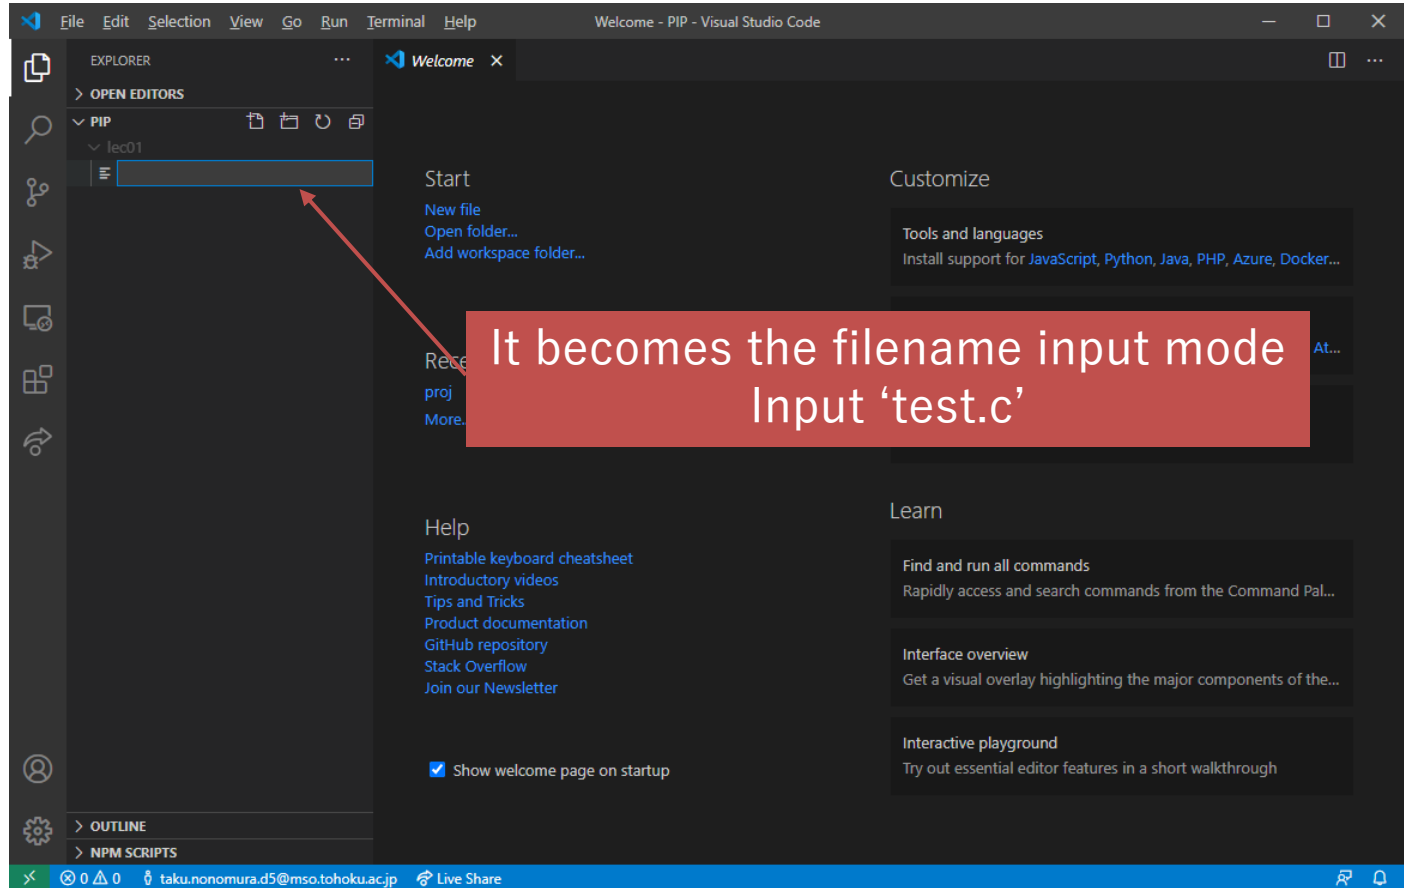 File Edit Selection View Go Run Terminal Help Welcome - PIP - Visual Studio Code
EXPLORER
Welcome
OPEN EDITORS
PIP
lec01
Start
New file
Open folder...
Add workspace folder...
Customize
Tools and languages
Install support for JavaScript, Python, Java, PHP, Azure, Docker...
It becomes the filename input mode
Input ‘test.c’
At...
proj
More.
Help
Printable keyboard cheatsheet
Introductory videos
Tips and Tricks
Product documentation
GitHub repository
Stack Overflow
Join our Newsletter
Show welcome page on startup
Learn
Find and run all commands
Rapidly access and search commands from the Command Pal...
Interface overview
Get a visual overlay highlighting the major components of the...
Interactive playground
Try out essential editor features in a short walkthrough
OUTLINE
NPM SCRIPTS
0 0 taku.nonomura.d5@mso.tohoku.ac.jp Live Share